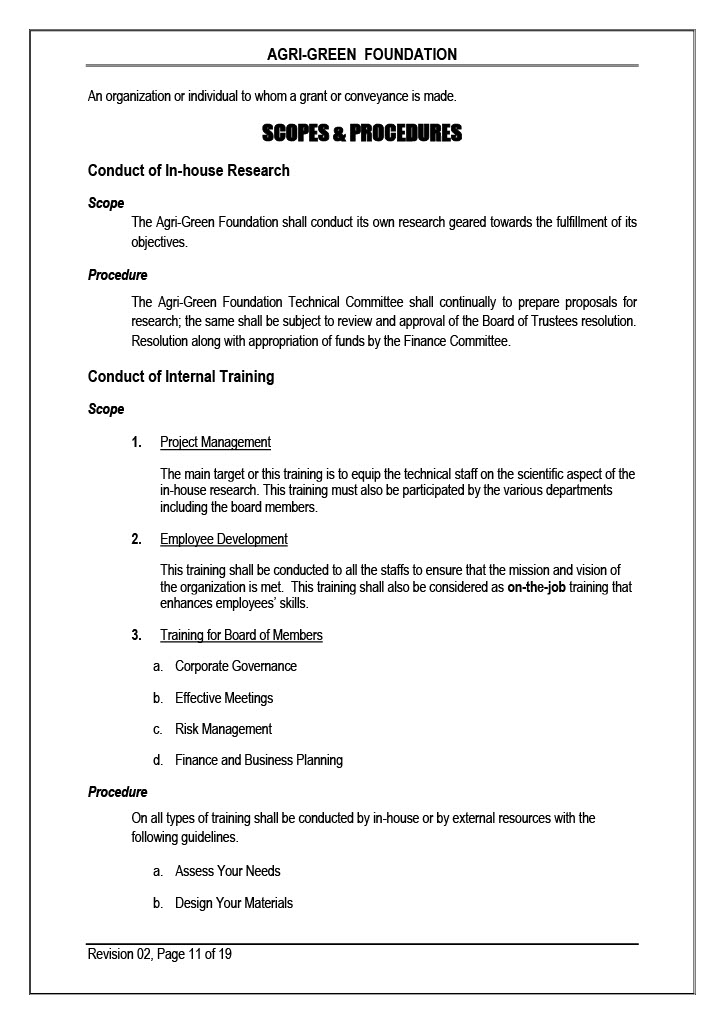 AGRI-GREEN FOUNDATION
An organization or individual to whom a grant or conveyance is made.
SCOPES & PROCEDURES
Conduct of In-house Research
Scope
The Agri-Green Foundation shall conduct its own research geared towards the fulfillment of its
objectives.
Procedure
The Agri-Green Foundation Technical Committee shall continually to prepare proposals for
research; the same shall be subject to review and approval of the Board of Trustees resolution.
Resolution along with appropriation of funds by the Finance Committee.
Conduct of Internal Training
Scope
1. Project Management
The main target or this training is to equip the technical staff on the scientific aspect of the
in-house research. This training must also be participated by the various departments
including the board members.
2. Employee Development
This training shall be conducted to all the staffs to ensure that the mission and vision of
the organization is met. This training shall also be considered as on-the-job training that
enhances employees’ skills.
3. Training for Board of Members
a. Corporate Governance
b. Effective Meetings
c. Risk Management
d. Finance and Business Planning
Procedure
On all types of training shall be conducted by in-house or by external resources with the
following guidelines.
a. Assess Your Needs
b. Design Your Materials
Revision 02, Page 11 of 19